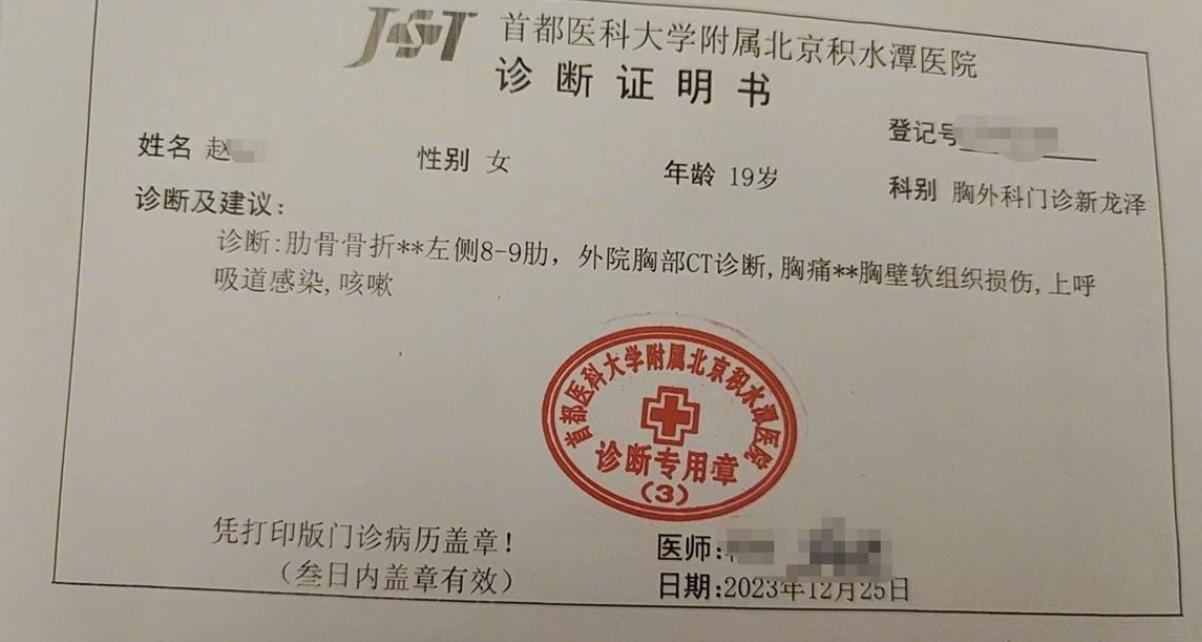 JST 首都医科大学附属北京积水潭医院
诊断证明书
登记号
姓名 赵 性别 女 年龄 19岁
科别 胸外科门诊新龙泽
诊断及建议:
诊断:肋骨骨折**左侧8-9肋, 外院胸部CT诊断,胸痛**胸壁软组织损伤,上呼
吸道感染,咳嗽
首都医科大学附属北京积水潭医院
诊断专用章
(3)
凭打印版门诊病历盖章!
(叁日内盖章有效)
医师:
日期:2023年12月25日